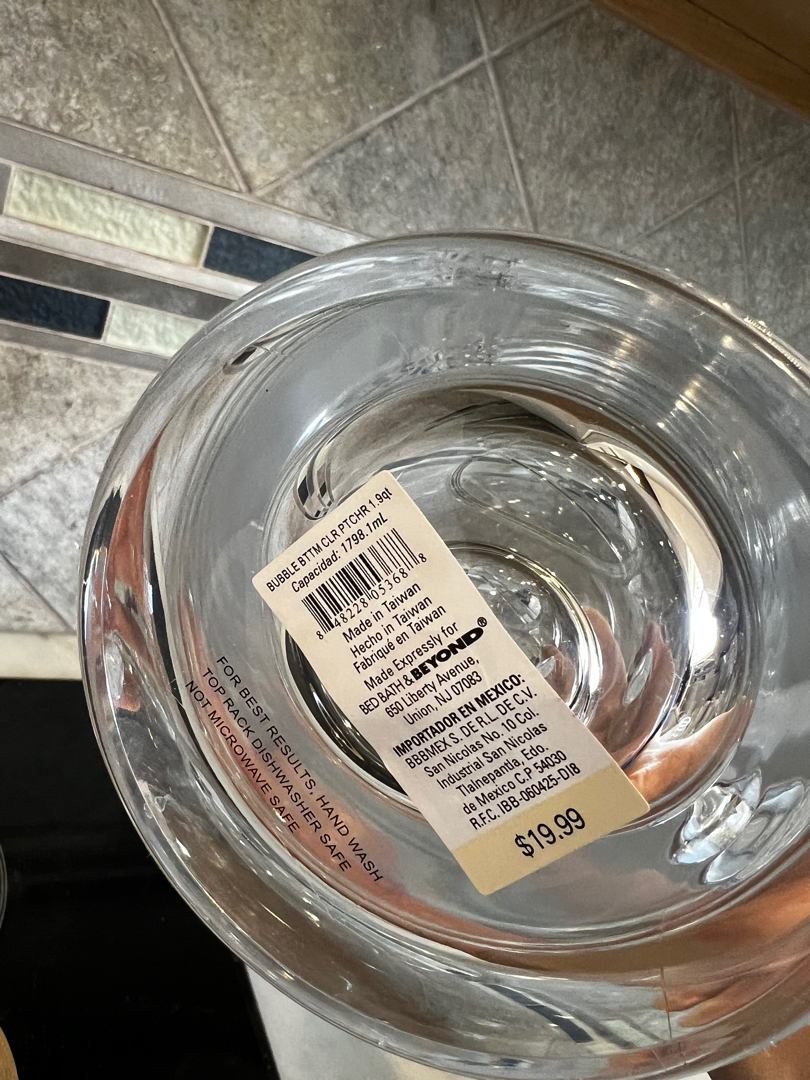 BUBBLE BTTM CLR PTCHR 1.9qt
Capacidad: 1798.1mL
8 48228 05368 8
Made in Taiwan
Hecho in Taiwan
Fabriqué en Taiwan
Made Expressly for
BED BATH & BEYOND®
650 Liberty Avenue,
Union, NJ 07083
IMPORTADOR EN MEXICO:
BBBMEX S. DE R.L. DE C.V.
San Nicolas No. 10 Col.
Industrial San Nicolas
Tlalnepantla, Edo.
de Mexico C.P 54030
R.F.C. IBB-060425-DI8
$19.99
FOR BEST RESULTS, HAND WASH
TOP RACK DISHWASHER SAFE
NOT MICROWAVE SAFE